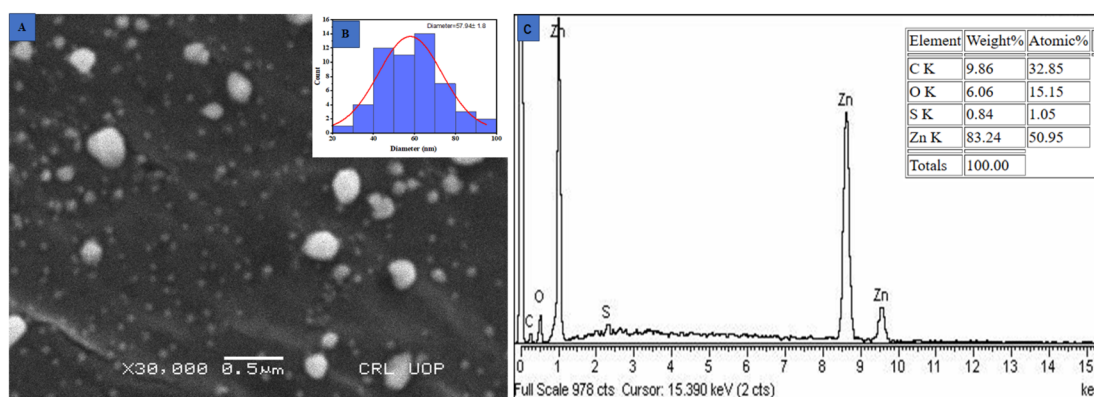 A
X30,000 0.5µm CRL UOP
B
Diameter=57.94± 1.8
Count
16
14
12
10
8
6
4
2
0
20 40 60 80 100
Diameter (nm)
C
Zn
O
C
S
Zn
Zn
Element Weight% Atomic%
C K 9.86 32.85
O K 6.06 15.15
S K 0.84 1.05
Zn K 83.24 50.95
Totals 100.00
0 1 2 3 4 5 6 7 8 9 10 11 12 13 14 15
Full Scale 978 cts Cursor: 15.390 keV (2 cts) ke